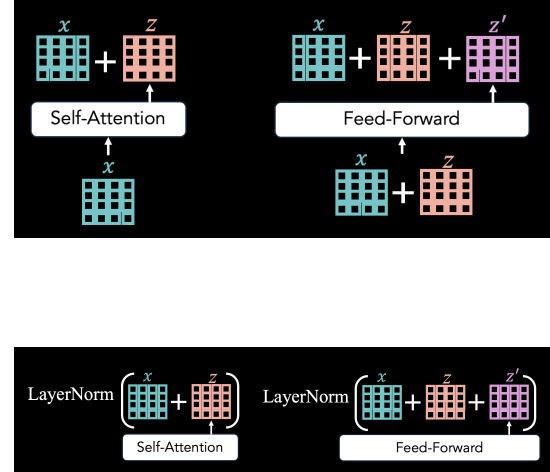 x + z
Self-Attention
x
x + z + z′
Feed-Forward
x + z
LayerNorm ( x + z )
Self-Attention
LayerNorm ( x + z + z′ )
Feed-Forward